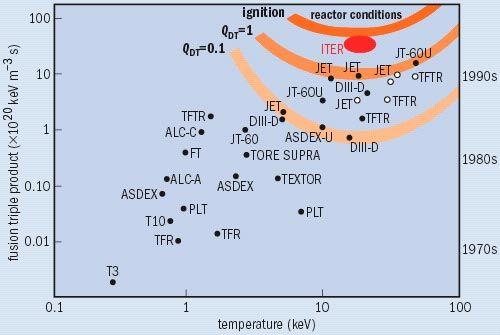 ignition
reactor conditions
Q_DT=1
Q_DT=0.1
ITER
JT-60U
JET
JET
JET
TFTR
DIII-D
JT-60U
JET
TFTR
JET
DIII-D
TFTR
TFTR
ALC-C
JT-60
ASDEX-U
DIII-D
FT
TORE SUPRA
ALC-A
ASDEX
TEXTOR
ASDEX
PLT
PLT
T10
TFR
TFR
T3
fusion triple product (×10²⁰ keV m⁻³ s)
100
10
1
0.10
0.01
1990s
1980s
1970s
0.1
1
10
100
temperature (keV)